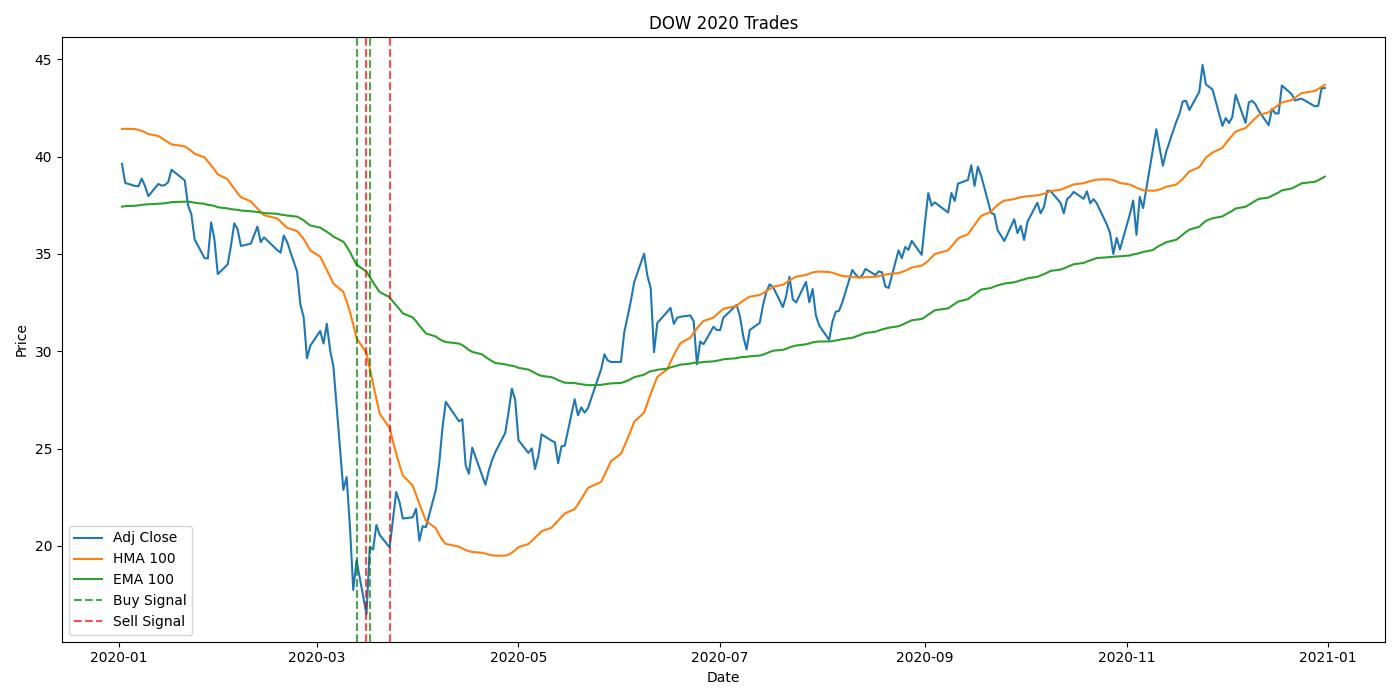 DOW 2020 Trades
Price
45
40
35
30
25
20
Adj Close
HMA 100
EMA 100
Buy Signal
Sell Signal
2020-01 2020-03 2020-05 2020-07 2020-09 2020-11 2021-01
Date